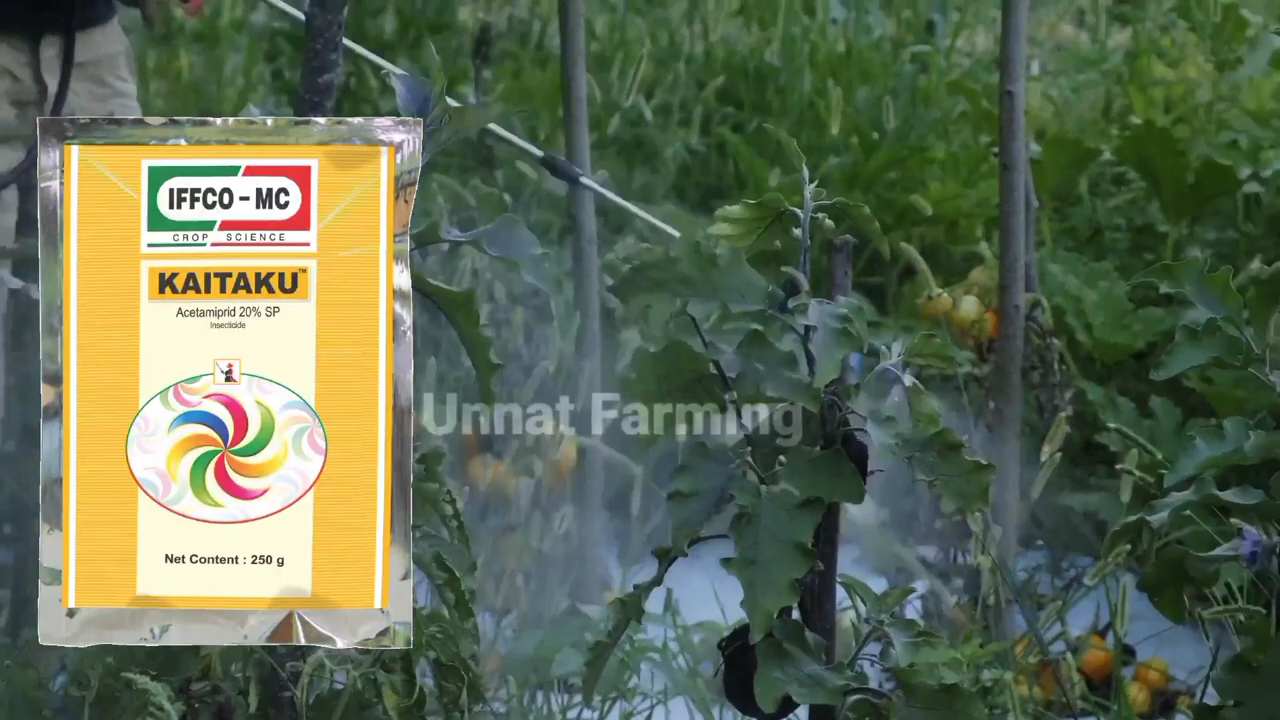 IFFCO - MC
CROP SCIENCE
KAITAKU™
Acetamiprid 20% SP
Insecticide
Net Content : 250 g
Unnat Farming